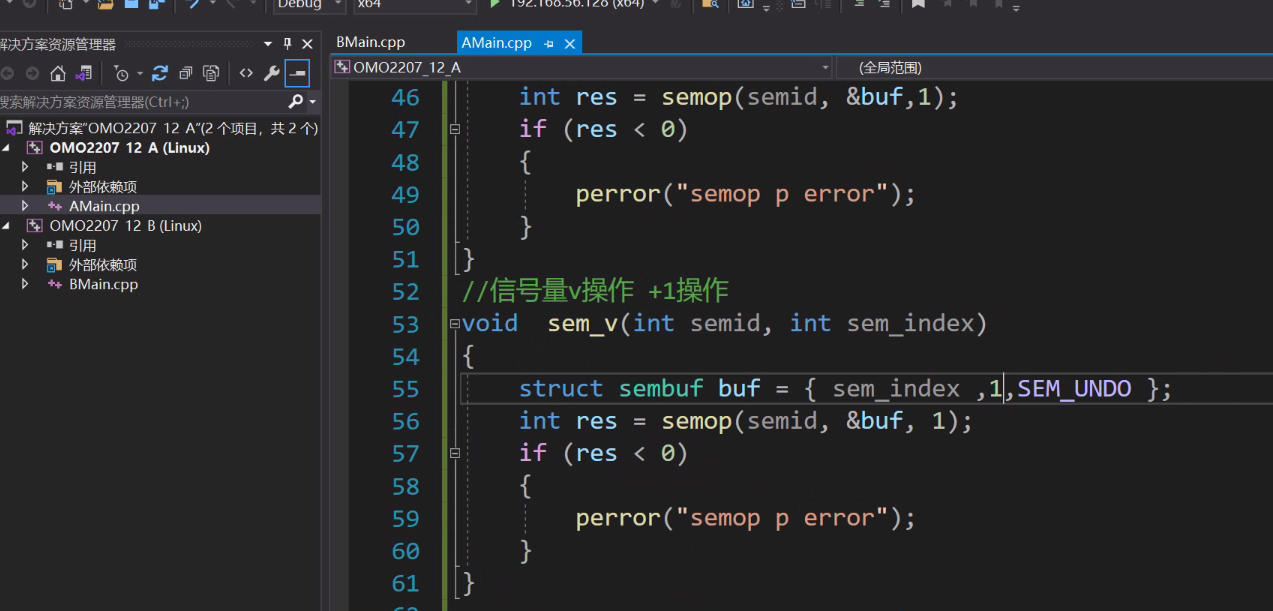 Debug x64 192.168.56.128 (x64)
解决方案资源管理器
搜索解决方案资源管理器(Ctrl+;)
解决方案"OMO2207_12_A"(2 个项目，共 2 个)
OMO2207_12_A (Linux)
引用
外部依赖项
AMain.cpp
OMO2207_12_B (Linux)
引用
外部依赖项
BMain.cpp
BMain.cpp AMain.cpp
OMO2207_12_A (全局范围)
46 int res = semop(semid, &buf,1);
47 if (res < 0)
48 {
49 perror("semop p error");
50 }
51 }
52 //信号量v操作 +1操作
53 void sem_v(int semid, int sem_index)
54 {
55 struct sembuf buf = { sem_index ,1,SEM_UNDO };
56 int res = semop(semid, &buf, 1);
57 if (res < 0)
58 {
59 perror("semop p error");
60 }
61 }